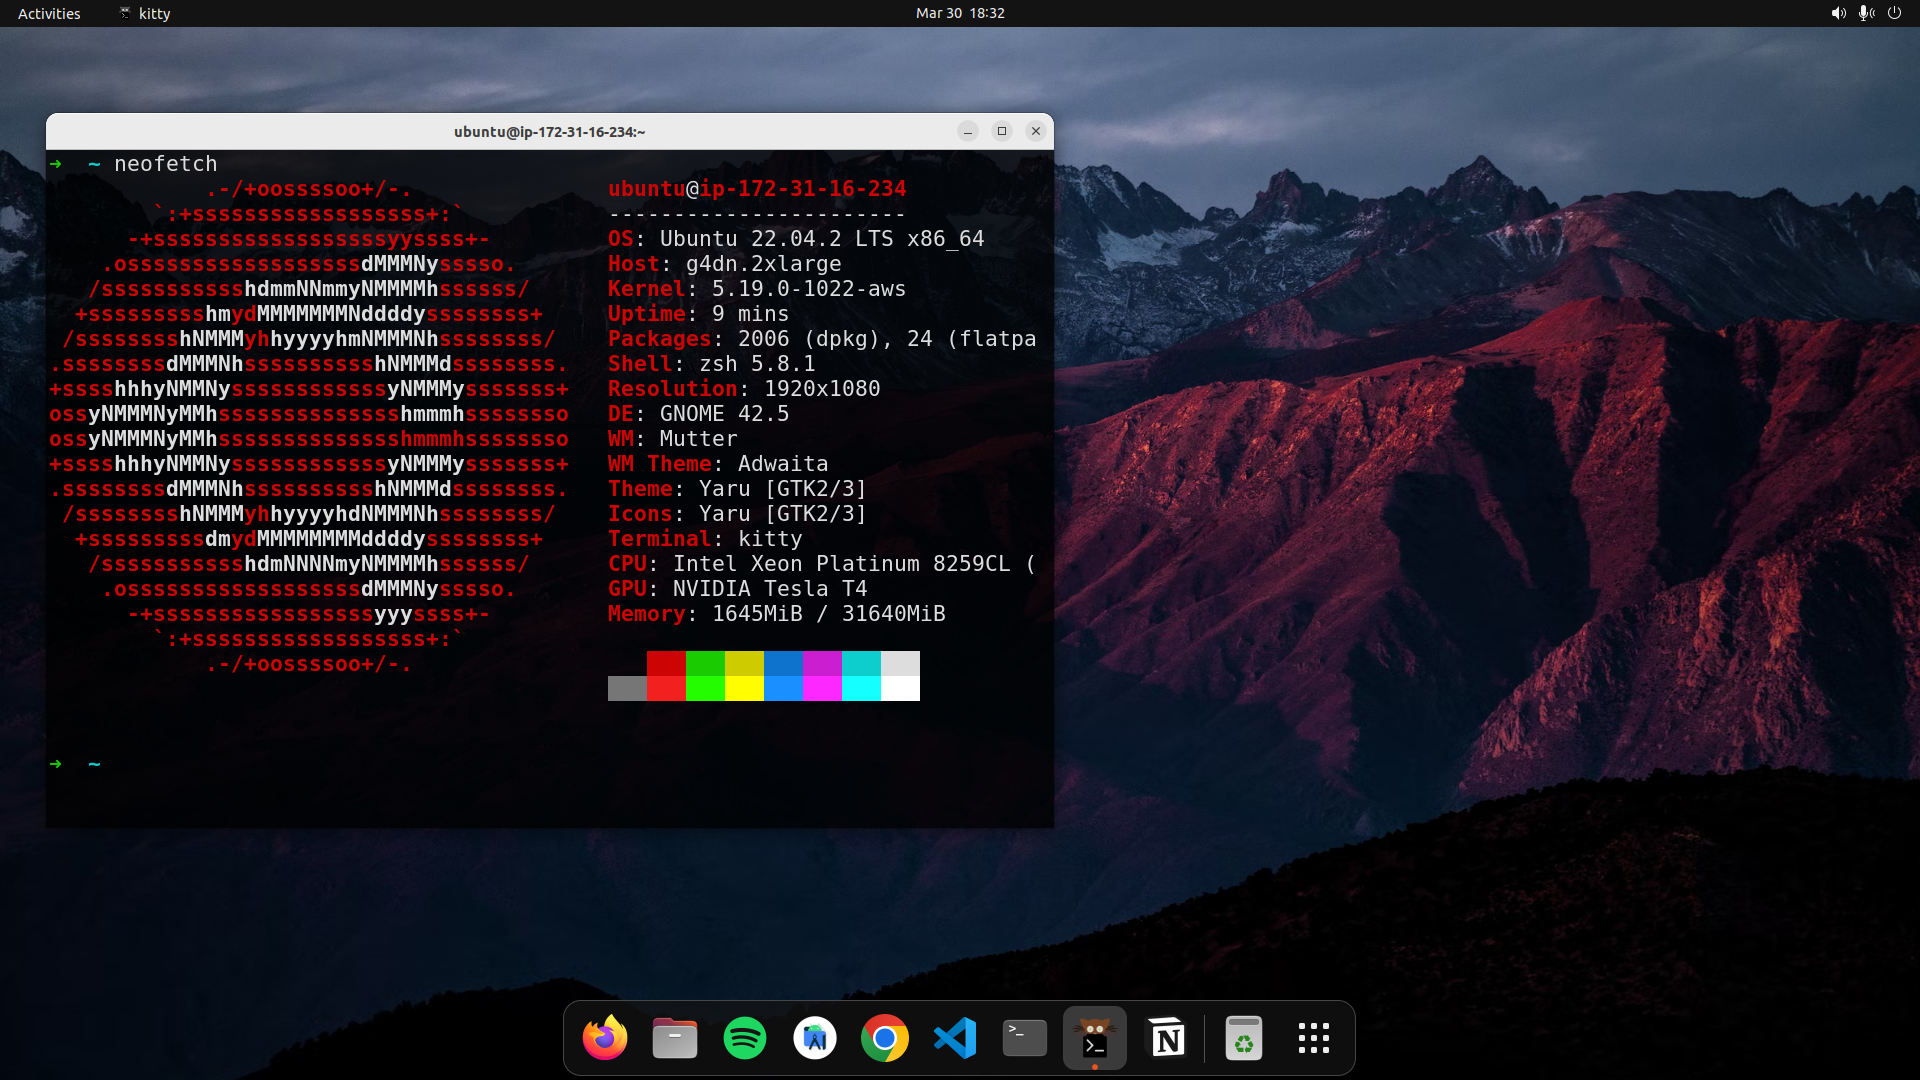 Activities kitty Mar 30 18:32
ubuntu@ip-172-31-16-234:~
➜ ~ neofetch
.-/+oossssoo+/-. ubuntu@ip-172-31-16-234
`:+ssssssssssssssssss+:` -----------------------
-+ssssssssssssssssssyyssss+- OS: Ubuntu 22.04.2 LTS x86_64
.ossssssssssssssssssdMMMNysssso. Host: g4dn.2xlarge
/ssssssssssshdmmNNmmyNMMMMhssssss/ Kernel: 5.19.0-1022-aws
+ssssssssshmydMMMMMMMNddddyssssssss+ Uptime: 9 mins
/sssssssshNMMMyhhyyyyhmNMMMNhssssssss/ Packages: 2006 (dpkg), 24 (flatpa
.ssssssssdMMMNhsssssssssshNMMMdssssssss. Shell: zsh 5.8.1
+sssshhhyNMMNyssssssssssssyNMMMysssssss+ Resolution: 1920x1080
ossyNMMMNyMMhsssssssssssssshmmmhssssssso DE: GNOME 42.5
ossyNMMMNyMMhsssssssssssssshmmmhssssssso WM: Mutter
+sssshhhyNMMNyssssssssssssyNMMMysssssss+ WM Theme: Adwaita
.ssssssssdMMMNhsssssssssshNMMMdssssssss. Theme: Yaru [GTK2/3]
/sssssssshNMMMyhhyyyyhdNMMMNhssssssss/ Icons: Yaru [GTK2/3]
+sssssssssdmydMMMMMMMMddddyssssssss+ Terminal: kitty
/ssssssssssshdmNNNNmyNMMMMhssssss/ CPU: Intel Xeon Platinum 8259CL (
.ossssssssssssssssssdMMMNysssso. GPU: NVIDIA Tesla T4
-+sssssssssssssssssyyyssss+- Memory: 1645MiB / 31640MiB
`:+ssssssssssssssssss+:`
.-/+oossssoo+/-.
➜ ~